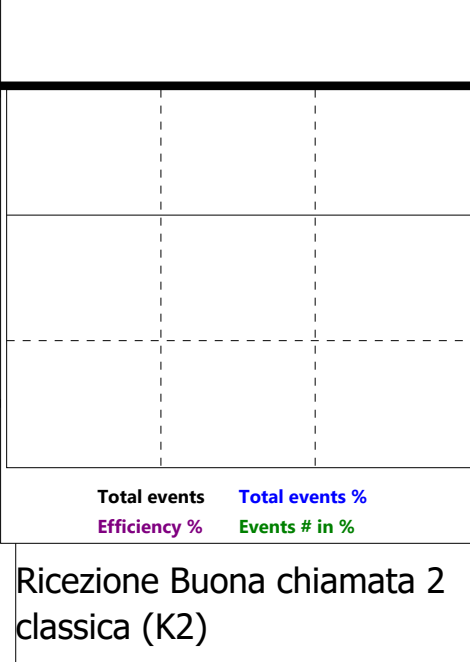 Total events Total events %
Efficiency % Events # in %
Ricezione Buona chiamata 2
classica (K2)